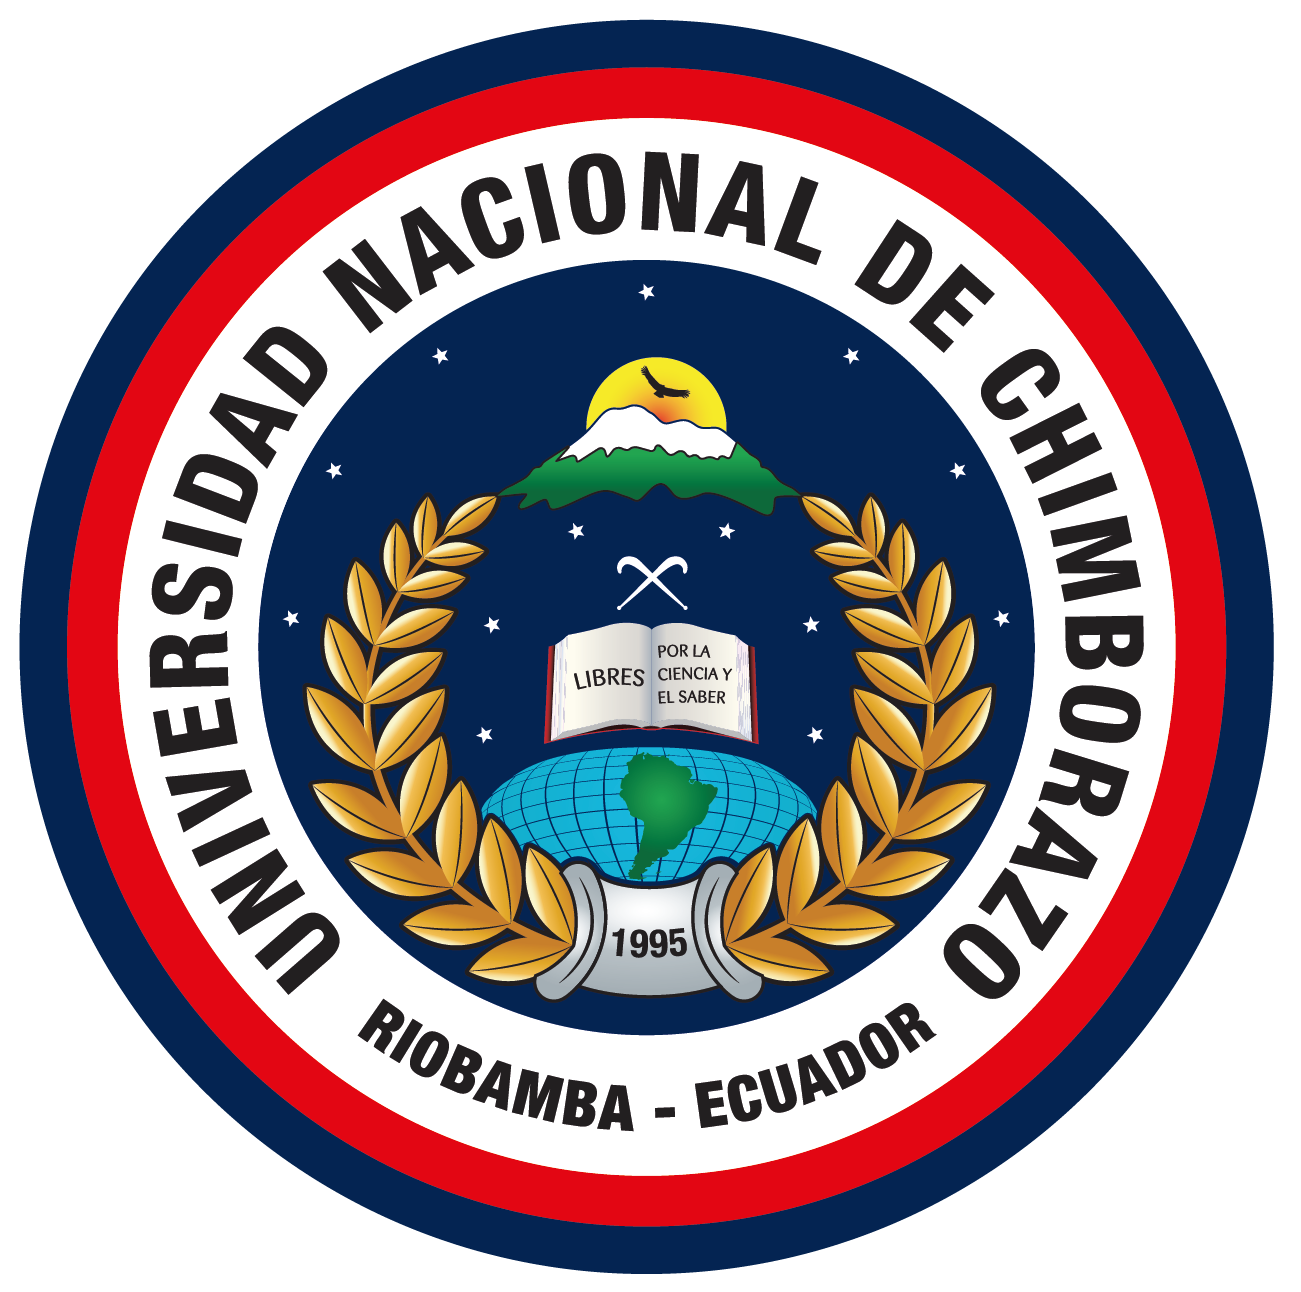 UNIVERSIDAD NACIONAL DE CHIMBORAZO
LIBRES
POR LA
CIENCIA Y
EL SABER
1995
RIOBAMBA - ECUADOR